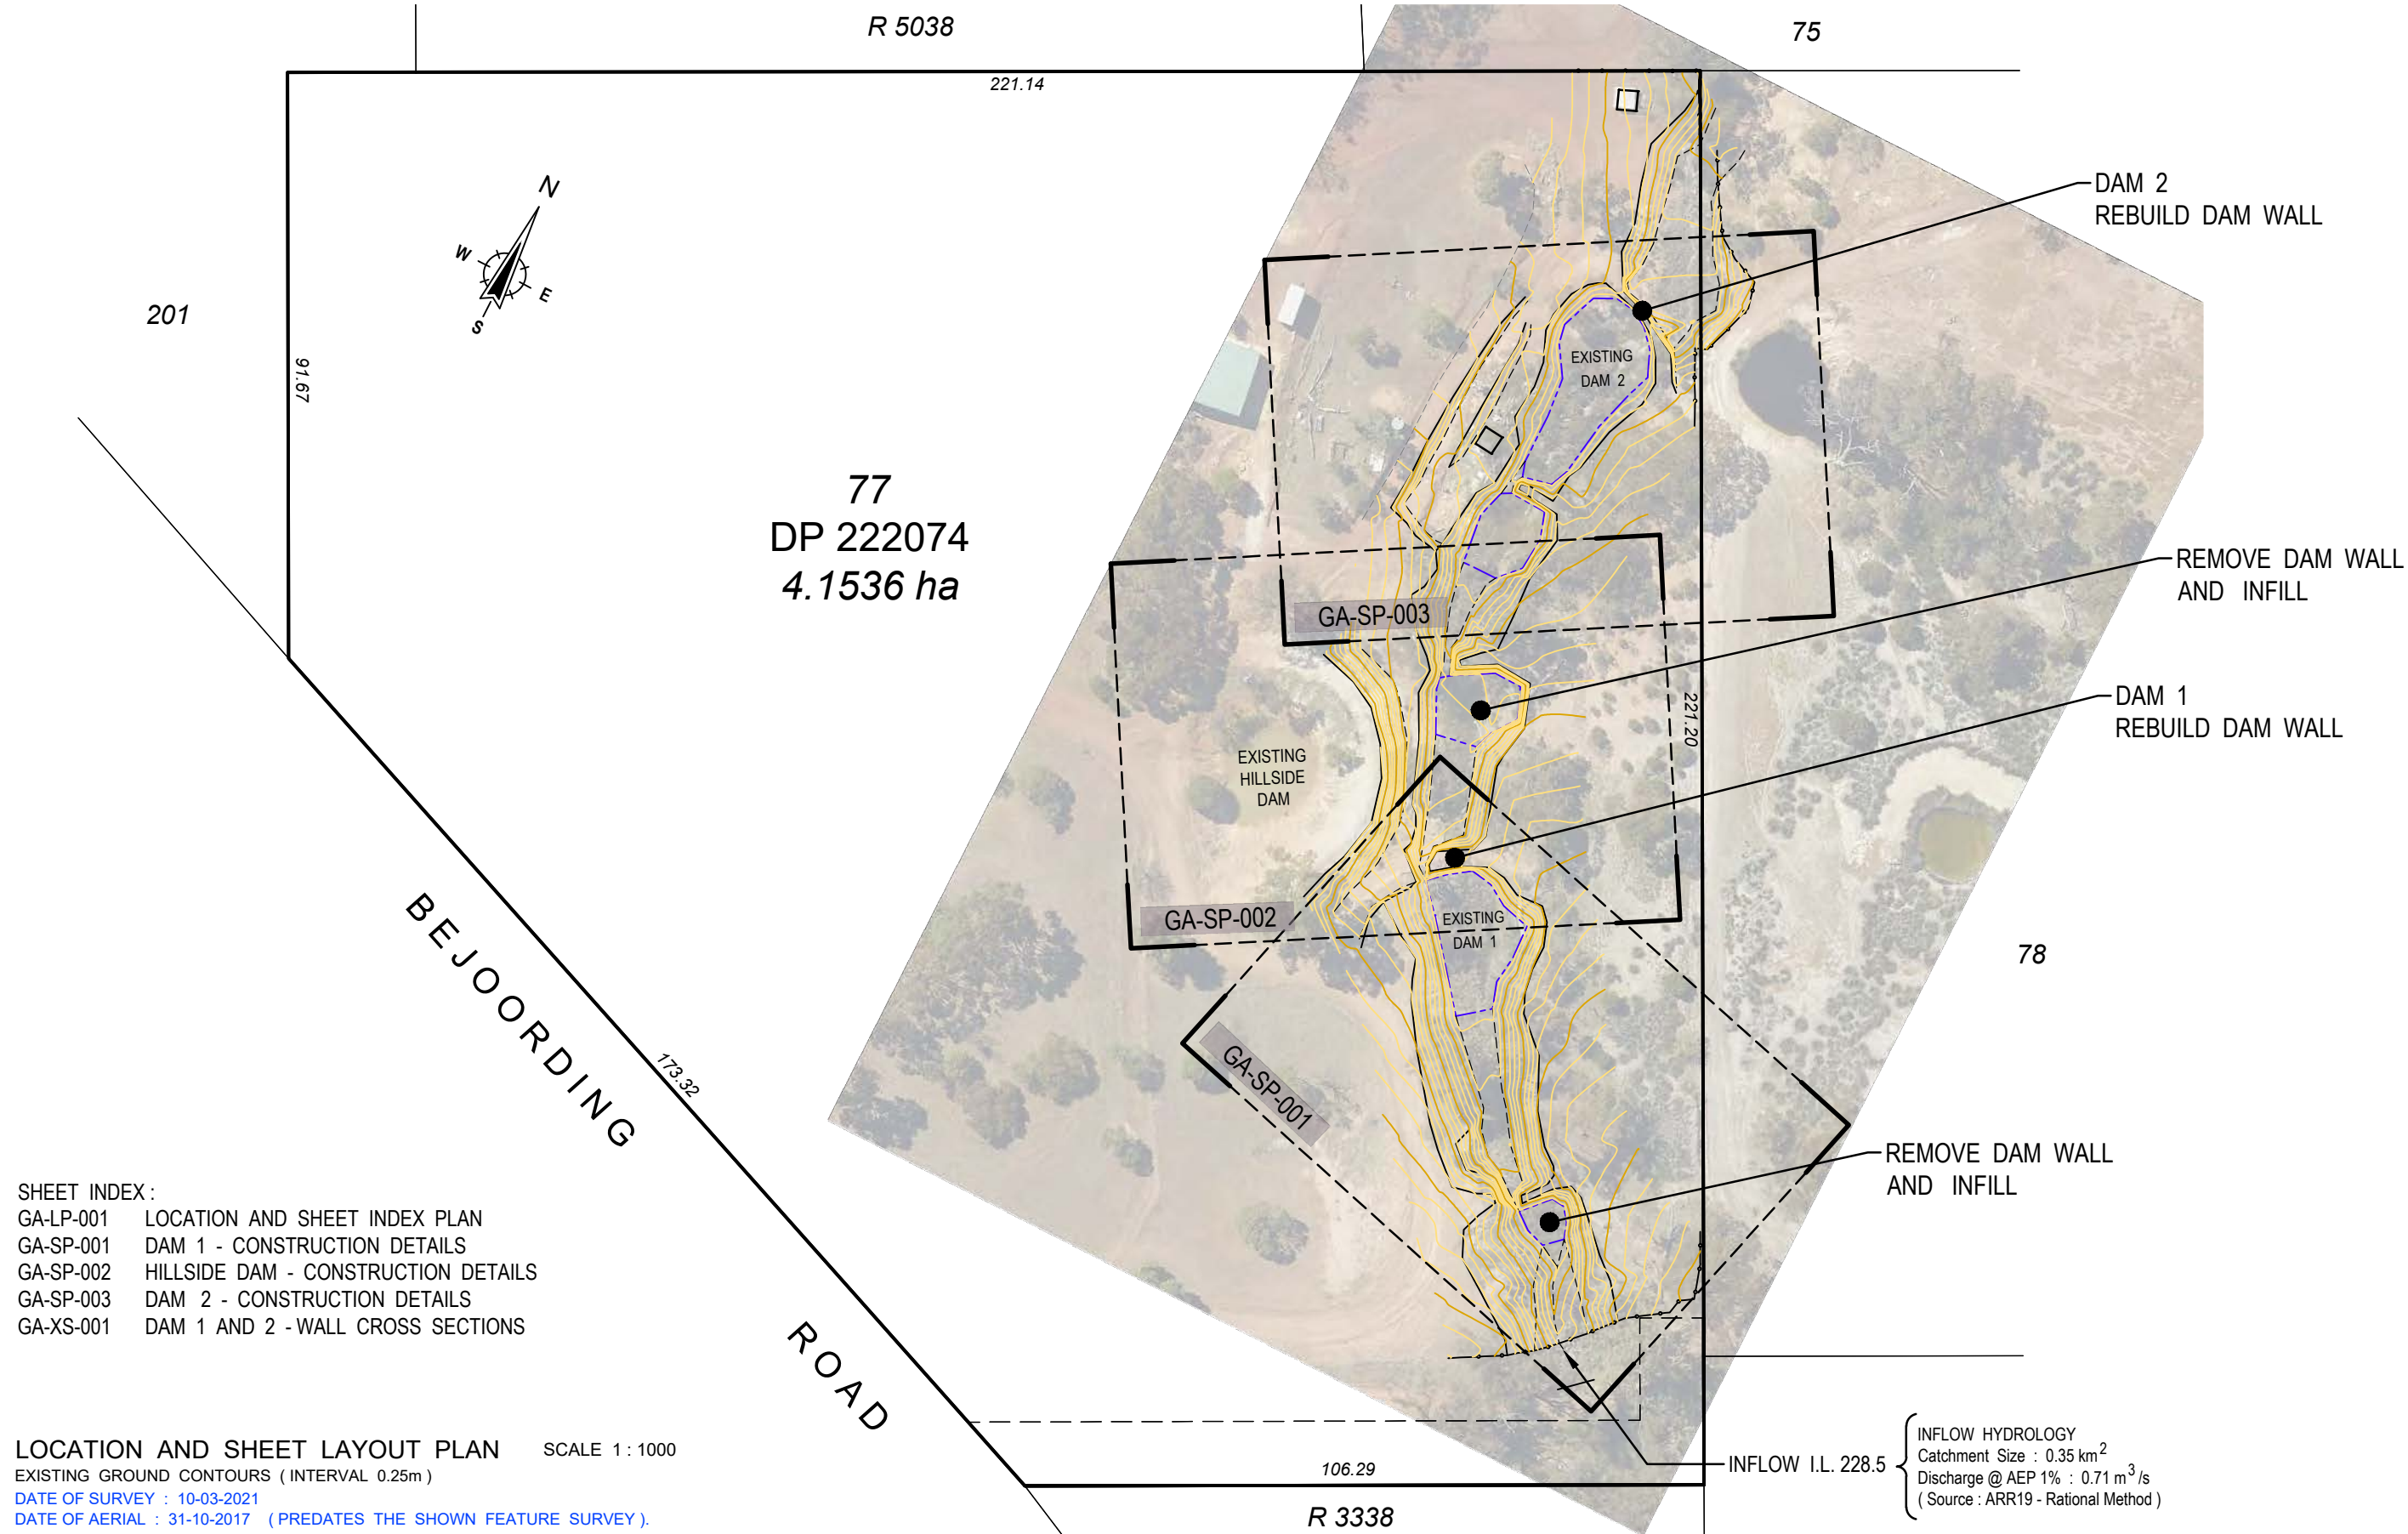 R 5038
75
221.14
N
W
E
S
201
91.67
77
DP 222074
4.1536 ha
DAM 2
REBUILD DAM WALL
EXISTING
DAM 2
REMOVE DAM WALL
AND INFILL
GA-SP-003
DAM 1
REBUILD DAM WALL
221.20
EXISTING
HILLSIDE
DAM
GA-SP-002
EXISTING
DAM 1
78
BEJOORDING
ROAD
173.32
GA-SP-001
REMOVE DAM WALL
AND INFILL
SHEET INDEX :
GA-LP-001 LOCATION AND SHEET INDEX PLAN
GA-SP-001 DAM 1 - CONSTRUCTION DETAILS
GA-SP-002 HILLSIDE DAM - CONSTRUCTION DETAILS
GA-SP-003 DAM 2 - CONSTRUCTION DETAILS
GA-XS-001 DAM 1 AND 2 - WALL CROSS SECTIONS
LOCATION AND SHEET LAYOUT PLAN SCALE 1 : 1000
EXISTING GROUND CONTOURS ( INTERVAL 0.25m )
DATE OF SURVEY : 10-03-2021
DATE OF AERIAL : 31-10-2017 ( PREDATES THE SHOWN FEATURE SURVEY ).
106.29
R 3338
INFLOW I.L. 228.5
INFLOW HYDROLOGY
Catchment Size : 0.35 km²
Discharge @ AEP 1% : 0.71 m³/s
( Source : ARR19 - Rational Method )